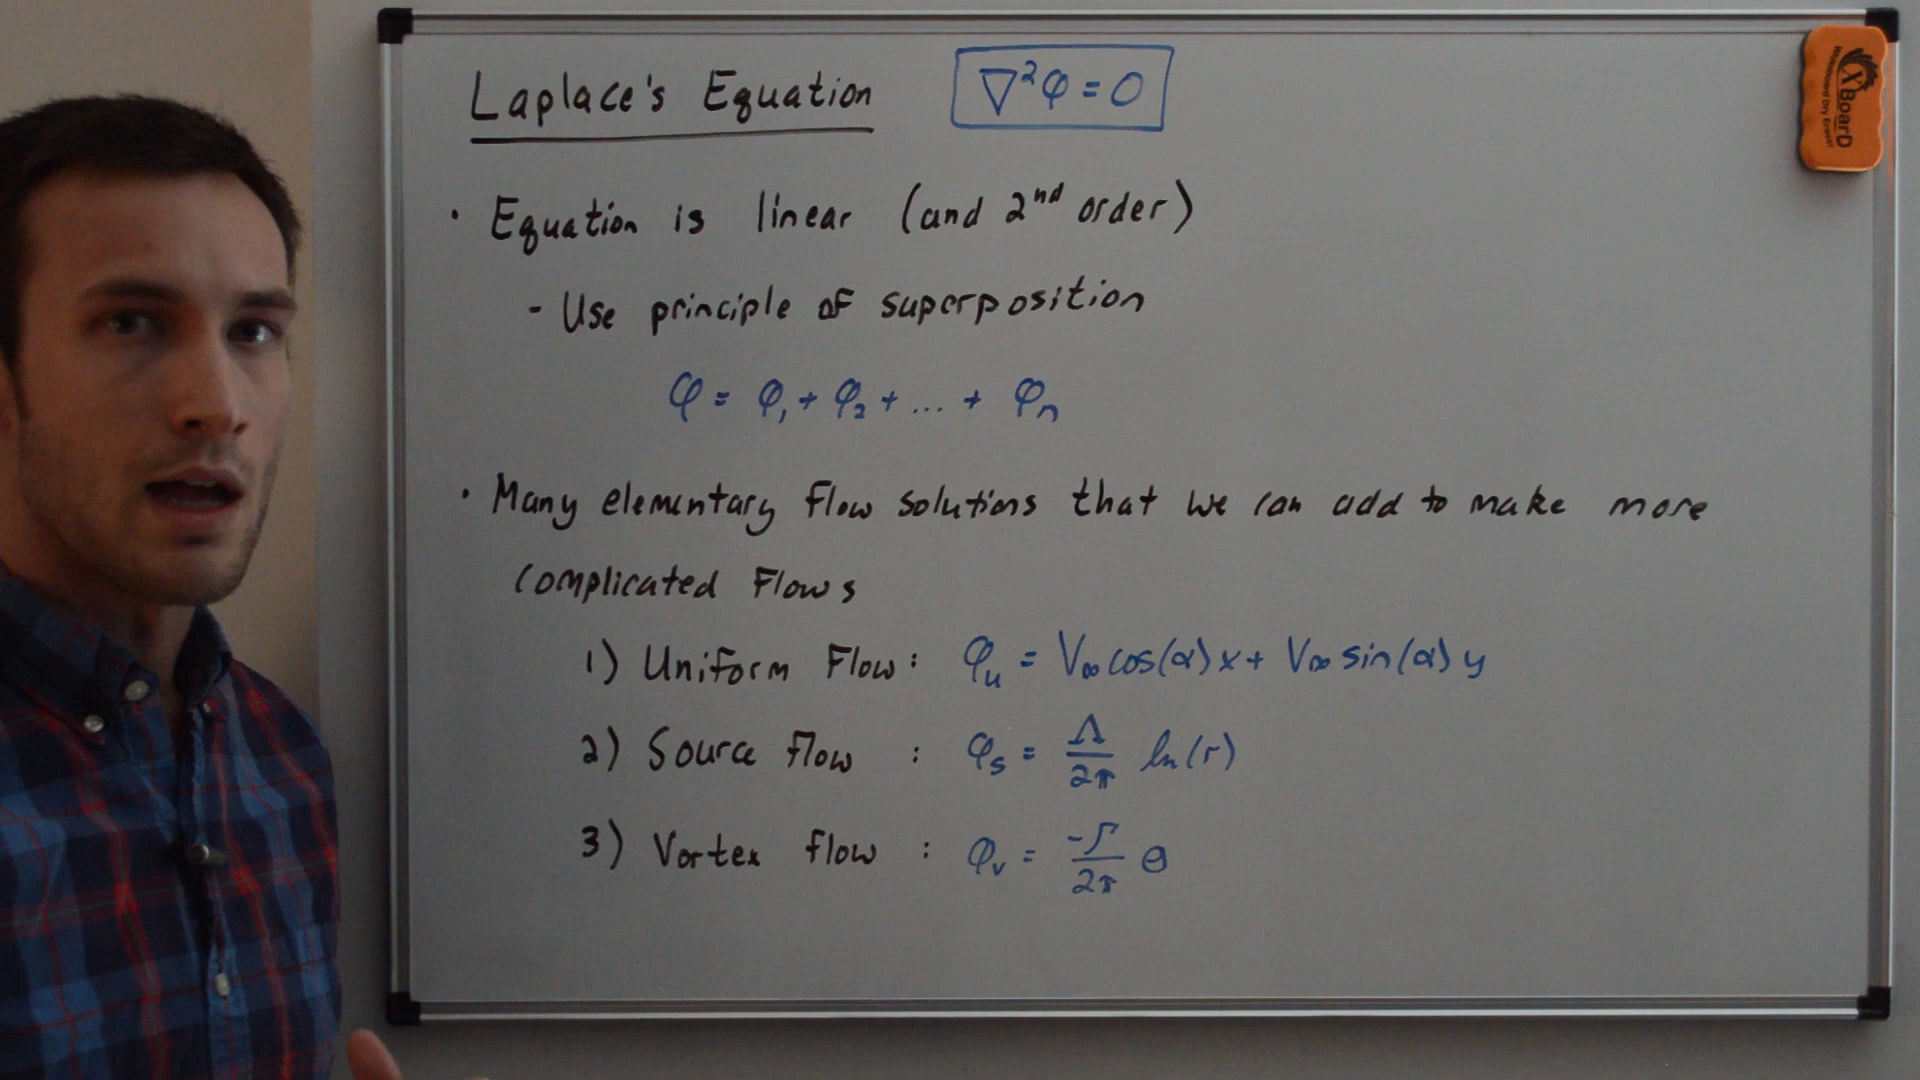 Laplace's Equation ∇²φ = 0
• Equation is linear (and 2nd order)
- Use principle of superposition
φ = φ₁ + φ₂ + ... + φₙ
• Many elementary flow solutions that we can add to make more
complicated flows
1) Uniform Flow: φᵤ = V∞ cos(α) x + V∞ sin(α) y
2) Source flow : φₛ = Λ/2π ln(r)
3) Vortex flow : φᵥ = -Γ/2π θ
XBoarD